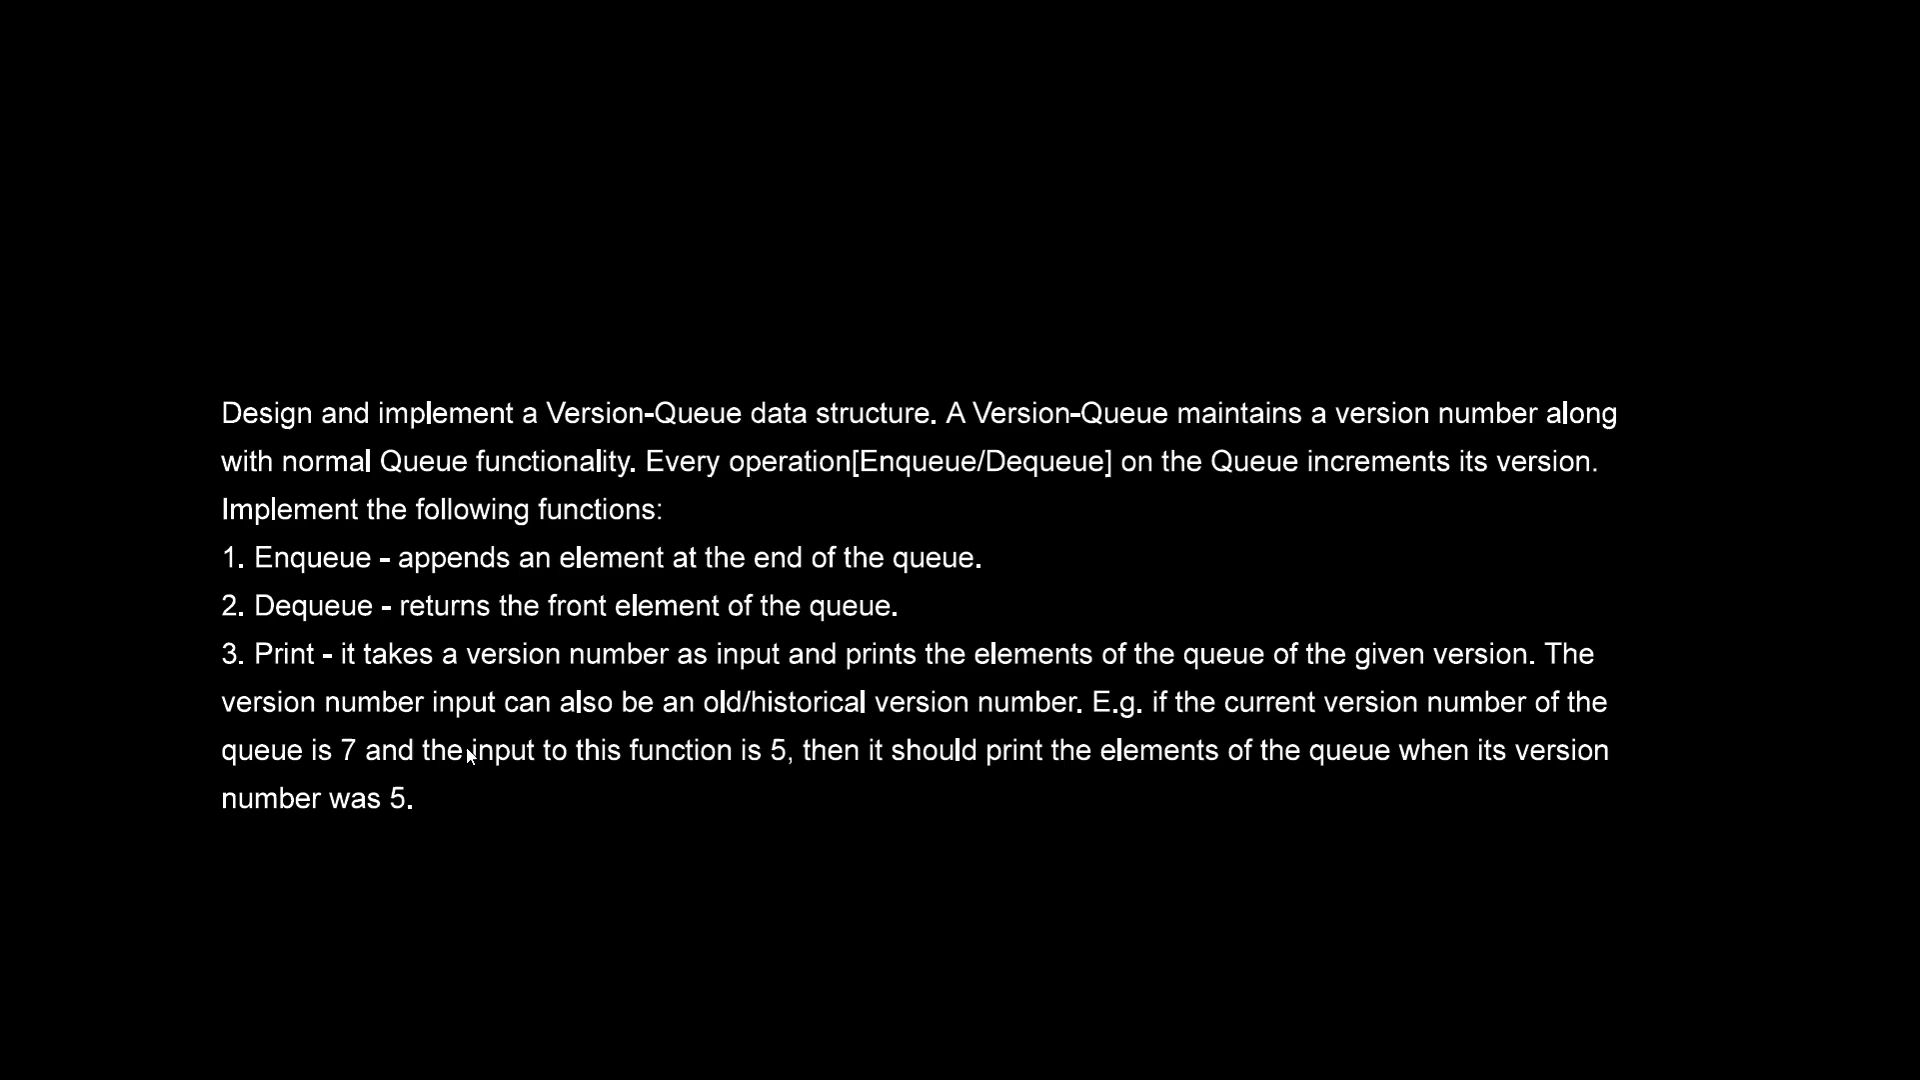 Design and implement a Version-Queue data structure. A Version-Queue maintains a version number along
with normal Queue functionality. Every operation[Enqueue/Dequeue] on the Queue increments its version.
Implement the following functions:
1. Enqueue - appends an element at the end of the queue.
2. Dequeue - returns the front element of the queue.
3. Print - it takes a version number as input and prints the elements of the queue of the given version. The
version number input can also be an old/historical version number. E.g. if the current version number of the
queue is 7 and the input to this function is 5, then it should print the elements of the queue when its version
number was 5.